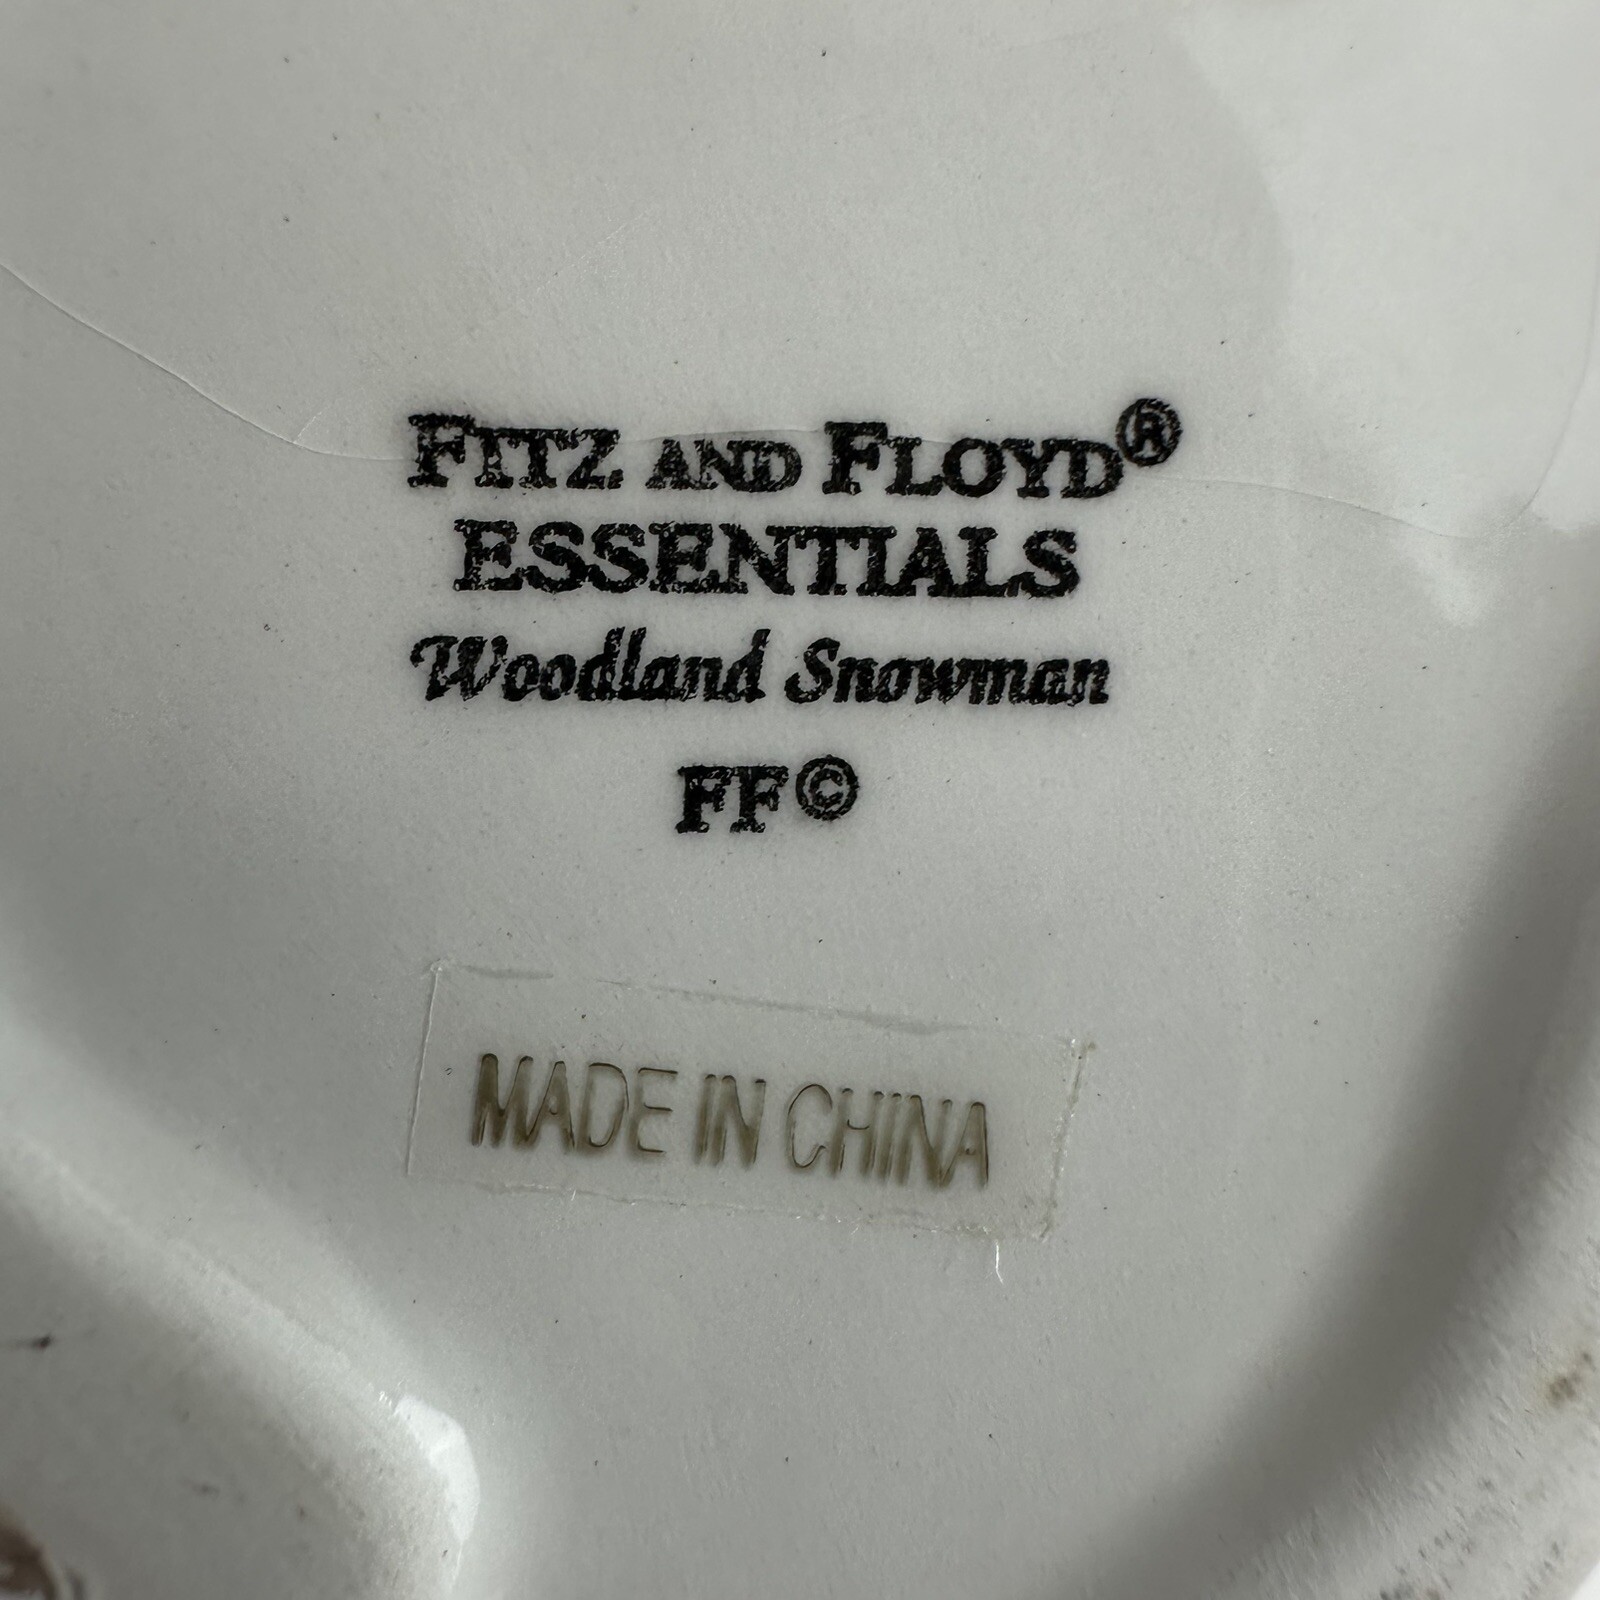 FITZ AND FLOYD®
ESSENTIALS
Woodland Snowman
FF©
MADE IN CHINA